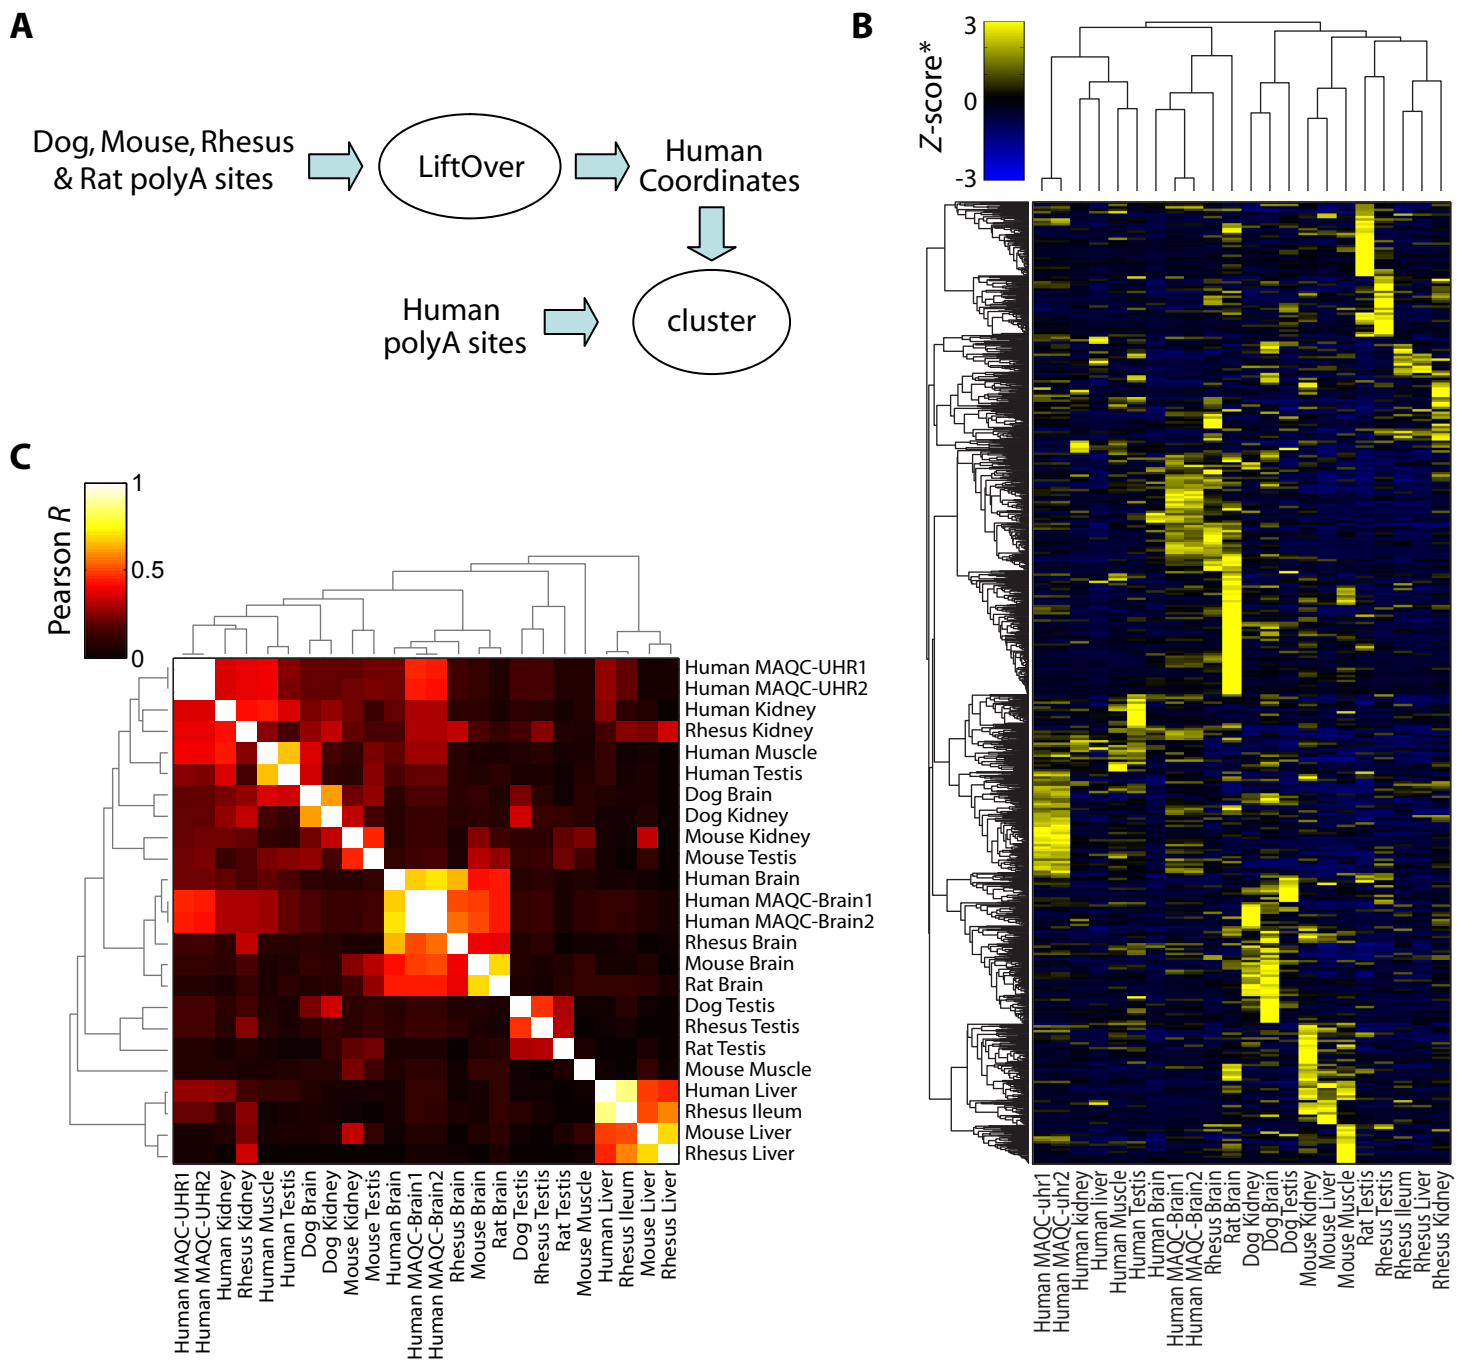 A
Dog, Mouse, Rhesus
& Rat polyA sites
LiftOver
Human
Coordinates
Human
polyA sites
cluster
B
Z-score*
3
0
-3
Human MAQC-uhr1
Human MAQC-uhr2
Human kidney
Human liver
Human Muscle
Human Testis
Human Brain
Human MAQC-Brain1
Human MAQC-Brain2
Rhesus Brain
Rat Brain
Dog Kidney
Dog Brain
Dog Testis
Mouse Kidney
Mouse Liver
Mouse Muscle
Rat Testis
Rhesus Testis
Rhesus Ileum
Rhesus Liver
Rhesus Kidney
C
Pearson R
1
0.5
0
Human MAQC-UHR1
Human MAQC-UHR2
Human Kidney
Rhesus Kidney
Human Muscle
Human Testis
Dog Brain
Dog Kidney
Mouse Kidney
Mouse Testis
Human Brain
Human MAQC-Brain1
Human MAQC-Brain2
Rhesus Brain
Mouse Brain
Rat Brain
Dog Testis
Rhesus Testis
Rat Testis
Mouse Muscle
Human Liver
Rhesus Ileum
Mouse Liver
Rhesus Liver
Human MAQC-UHR1
Human MAQC-UHR2
Human Kidney
Rhesus Kidney
Human Muscle
Human Testis
Dog Brain
Dog Kidney
Mouse Kidney
Mouse Testis
Human Brain
Human MAQC-Brain1
Human MAQC-Brain2
Rhesus Brain
Mouse Brain
Rat Brain
Dog Testis
Rhesus Testis
Rat Testis
Mouse Muscle
Human Liver
Rhesus Ileum
Mouse Liver
Rhesus Liver